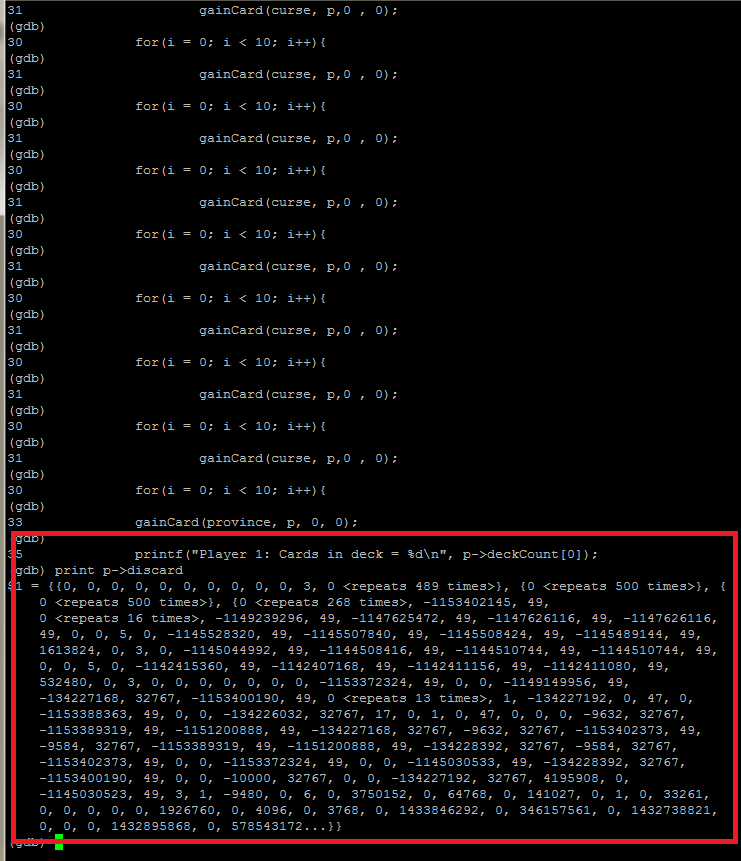 31                      gainCard(curse, p,0 , 0);
(gdb)
30              for(i = 0; i < 10; i++){
(gdb)
31                      gainCard(curse, p,0 , 0);
(gdb)
30              for(i = 0; i < 10; i++){
(gdb)
31                      gainCard(curse, p,0 , 0);
(gdb)
30              for(i = 0; i < 10; i++){
(gdb)
31                      gainCard(curse, p,0 , 0);
(gdb)
30              for(i = 0; i < 10; i++){
(gdb)
31                      gainCard(curse, p,0 , 0);
(gdb)
30              for(i = 0; i < 10; i++){
(gdb)
31                      gainCard(curse, p,0 , 0);
(gdb)
30              for(i = 0; i < 10; i++){
(gdb)
31                      gainCard(curse, p,0 , 0);
(gdb)
30              for(i = 0; i < 10; i++){
(gdb)
31                      gainCard(curse, p,0 , 0);
(gdb)
30              for(i = 0; i < 10; i++){
(gdb)
33              gainCard(province, p, 0, 0);
(gdb)
35              printf("Player 1: Cards in deck = %d\n", p->deckCount[0]);
(gdb) print p->discard
$1 = {{0, 0, 0, 0, 0, 0, 0, 0, 0, 0, 3, 0 <repeats 489 times>}, {0 <repeats 500 times>}, {
    0 <repeats 500 times>}, {0 <repeats 268 times>, -1153402145, 49,
    0 <repeats 16 times>, -1149239296, 49, -1147625472, 49, -1147626116, 49, -1147626116,
    49, 0, 0, 5, 0, -1145528320, 49, -1145507840, 49, -1145508424, 49, -1145489144, 49,
    1613824, 0, 3, 0, -1145044992, 49, -1144508416, 49, -1144510744, 49, -1144510744, 49,
    0, 0, 5, 0, -1142415360, 49, -1142407168, 49, -1142411156, 49, -1142411080, 49,
    532480, 0, 3, 0, 0, 0, 0, 0, 0, 0, -1153372324, 49, 0, 0, -1149149956, 49,
    -134227168, 32767, -1153400190, 49, 0 <repeats 13 times>, 1, -134227192, 0, 47, 0,
    -1153388363, 49, 0, 0, -134226032, 32767, 17, 0, 1, 0, 47, 0, 0, 0, -9632, 32767,
    -1153389319, 49, -1151200888, 49, -134227168, 32767, -9632, 32767, -1153402373, 49,
    -9584, 32767, -1153389319, 49, -1151200888, 49, -134228392, 32767, -9584, 32767,
    -1153402373, 49, 0, 0, -1153372324, 49, 0, 0, -1145030533, 49, -134228392, 32767,
    -1153400190, 49, 0, 0, -10000, 32767, 0, 0, -134227192, 32767, 4195908, 0,
    -1145030523, 49, 3, 1, -9480, 0, 6, 0, 3750152, 0, 64768, 0, 141027, 0, 1, 0, 33261,
    0, 0, 0, 0, 0, 1926760, 0, 4096, 0, 3768, 0, 1433846292, 0, 346157561, 0, 1432738821,
    0, 0, 0, 1432895868, 0, 578543172...}}
(gdb)